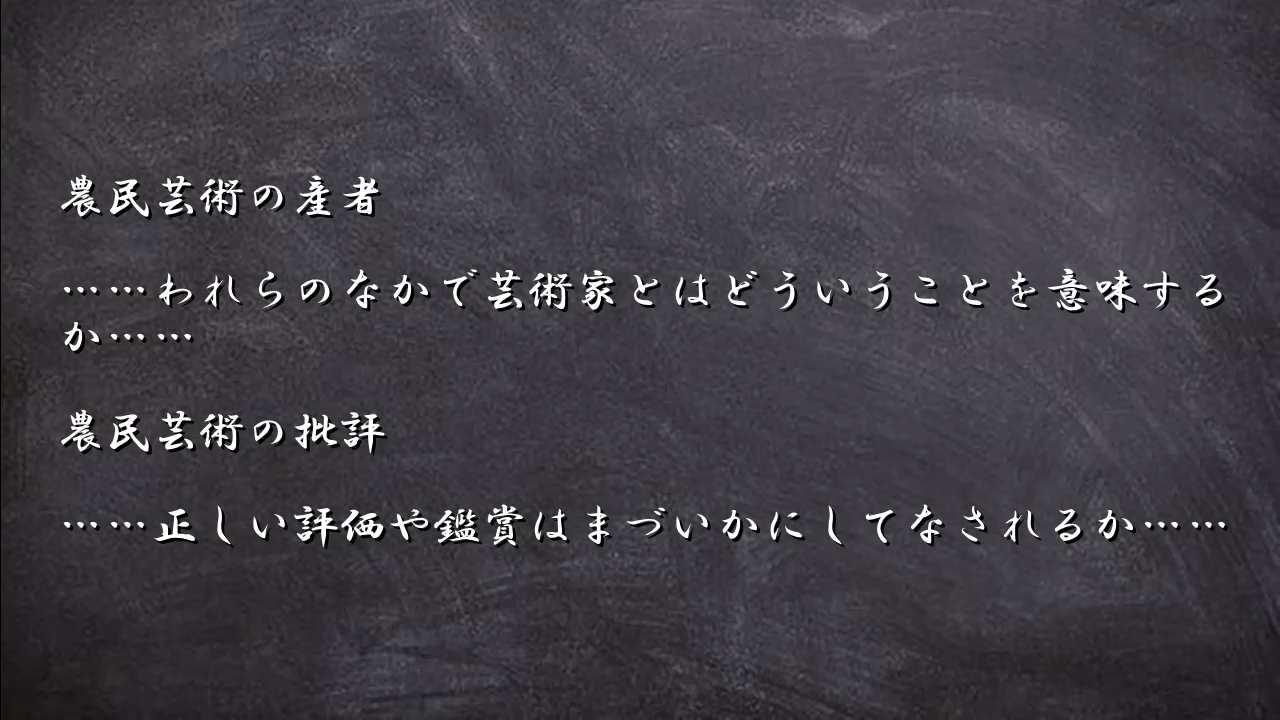 農民芸術の産者
……われらのなかで芸術家とはどういうことを意味する
か……
農民芸術の批評
……正しい評価や鑑賞はまづいかにしてなされるか……